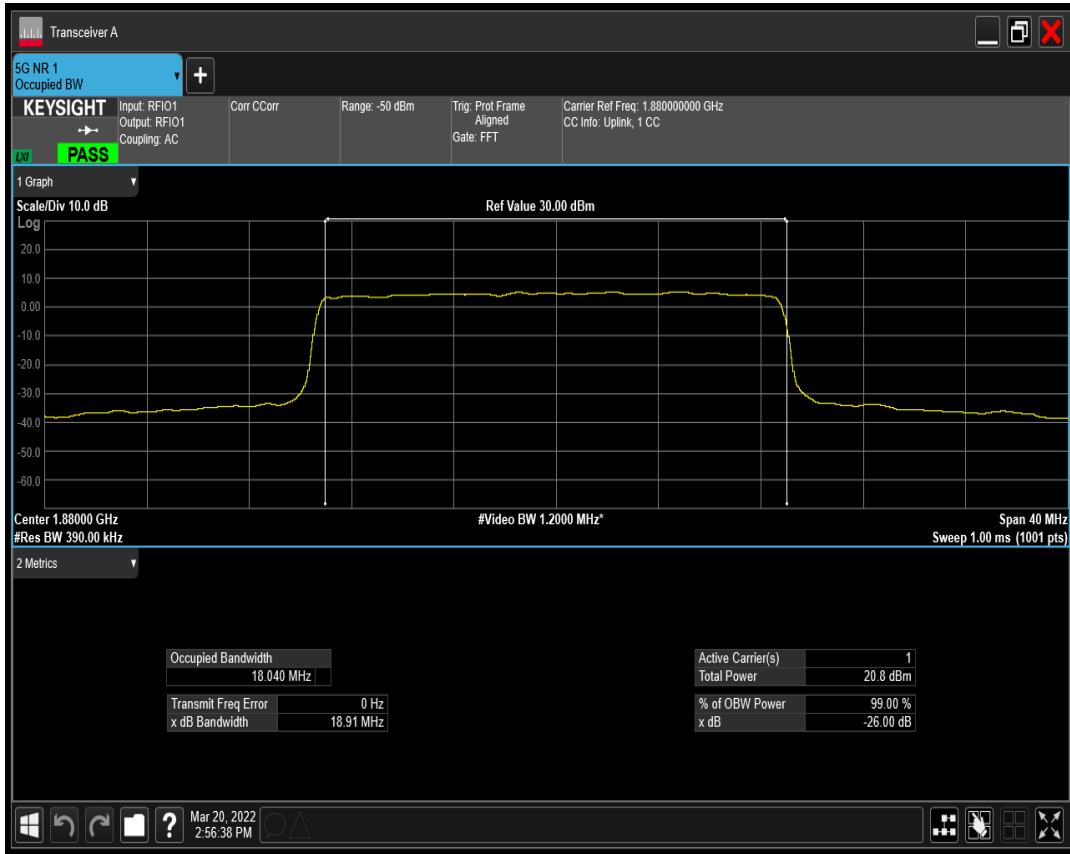 Transceiver A
5G NR 1
Occupied BW
KEYSIGHT
LXI
PASS
Input: RFIO1
Output: RFIO1
Coupling: AC
Corr CCorr
Range: -50 dBm
Trig: Prot Frame
Aligned
Gate: FFT
Carrier Ref Freq: 1.880000000 GHz
CC Info: Uplink, 1 CC
1 Graph
Scale/Div 10.0 dB
Ref Value 30.00 dBm
Log
20.0
10.0
0.00
-10.0
-20.0
-30.0
-40.0
-50.0
-60.0
Center 1.88000 GHz
#Video BW 1.2000 MHz*
Span 40 MHz
#Res BW 390.00 kHz
Sweep 1.00 ms (1001 pts)
2 Metrics
Occupied Bandwidth
18.040 MHz
Transmit Freq Error 0 Hz
x dB Bandwidth 18.91 MHz
Active Carrier(s) 1
Total Power 20.8 dBm
% of OBW Power 99.00 %
x dB -26.00 dB
?
Mar 20, 2022
2:56:38 PM